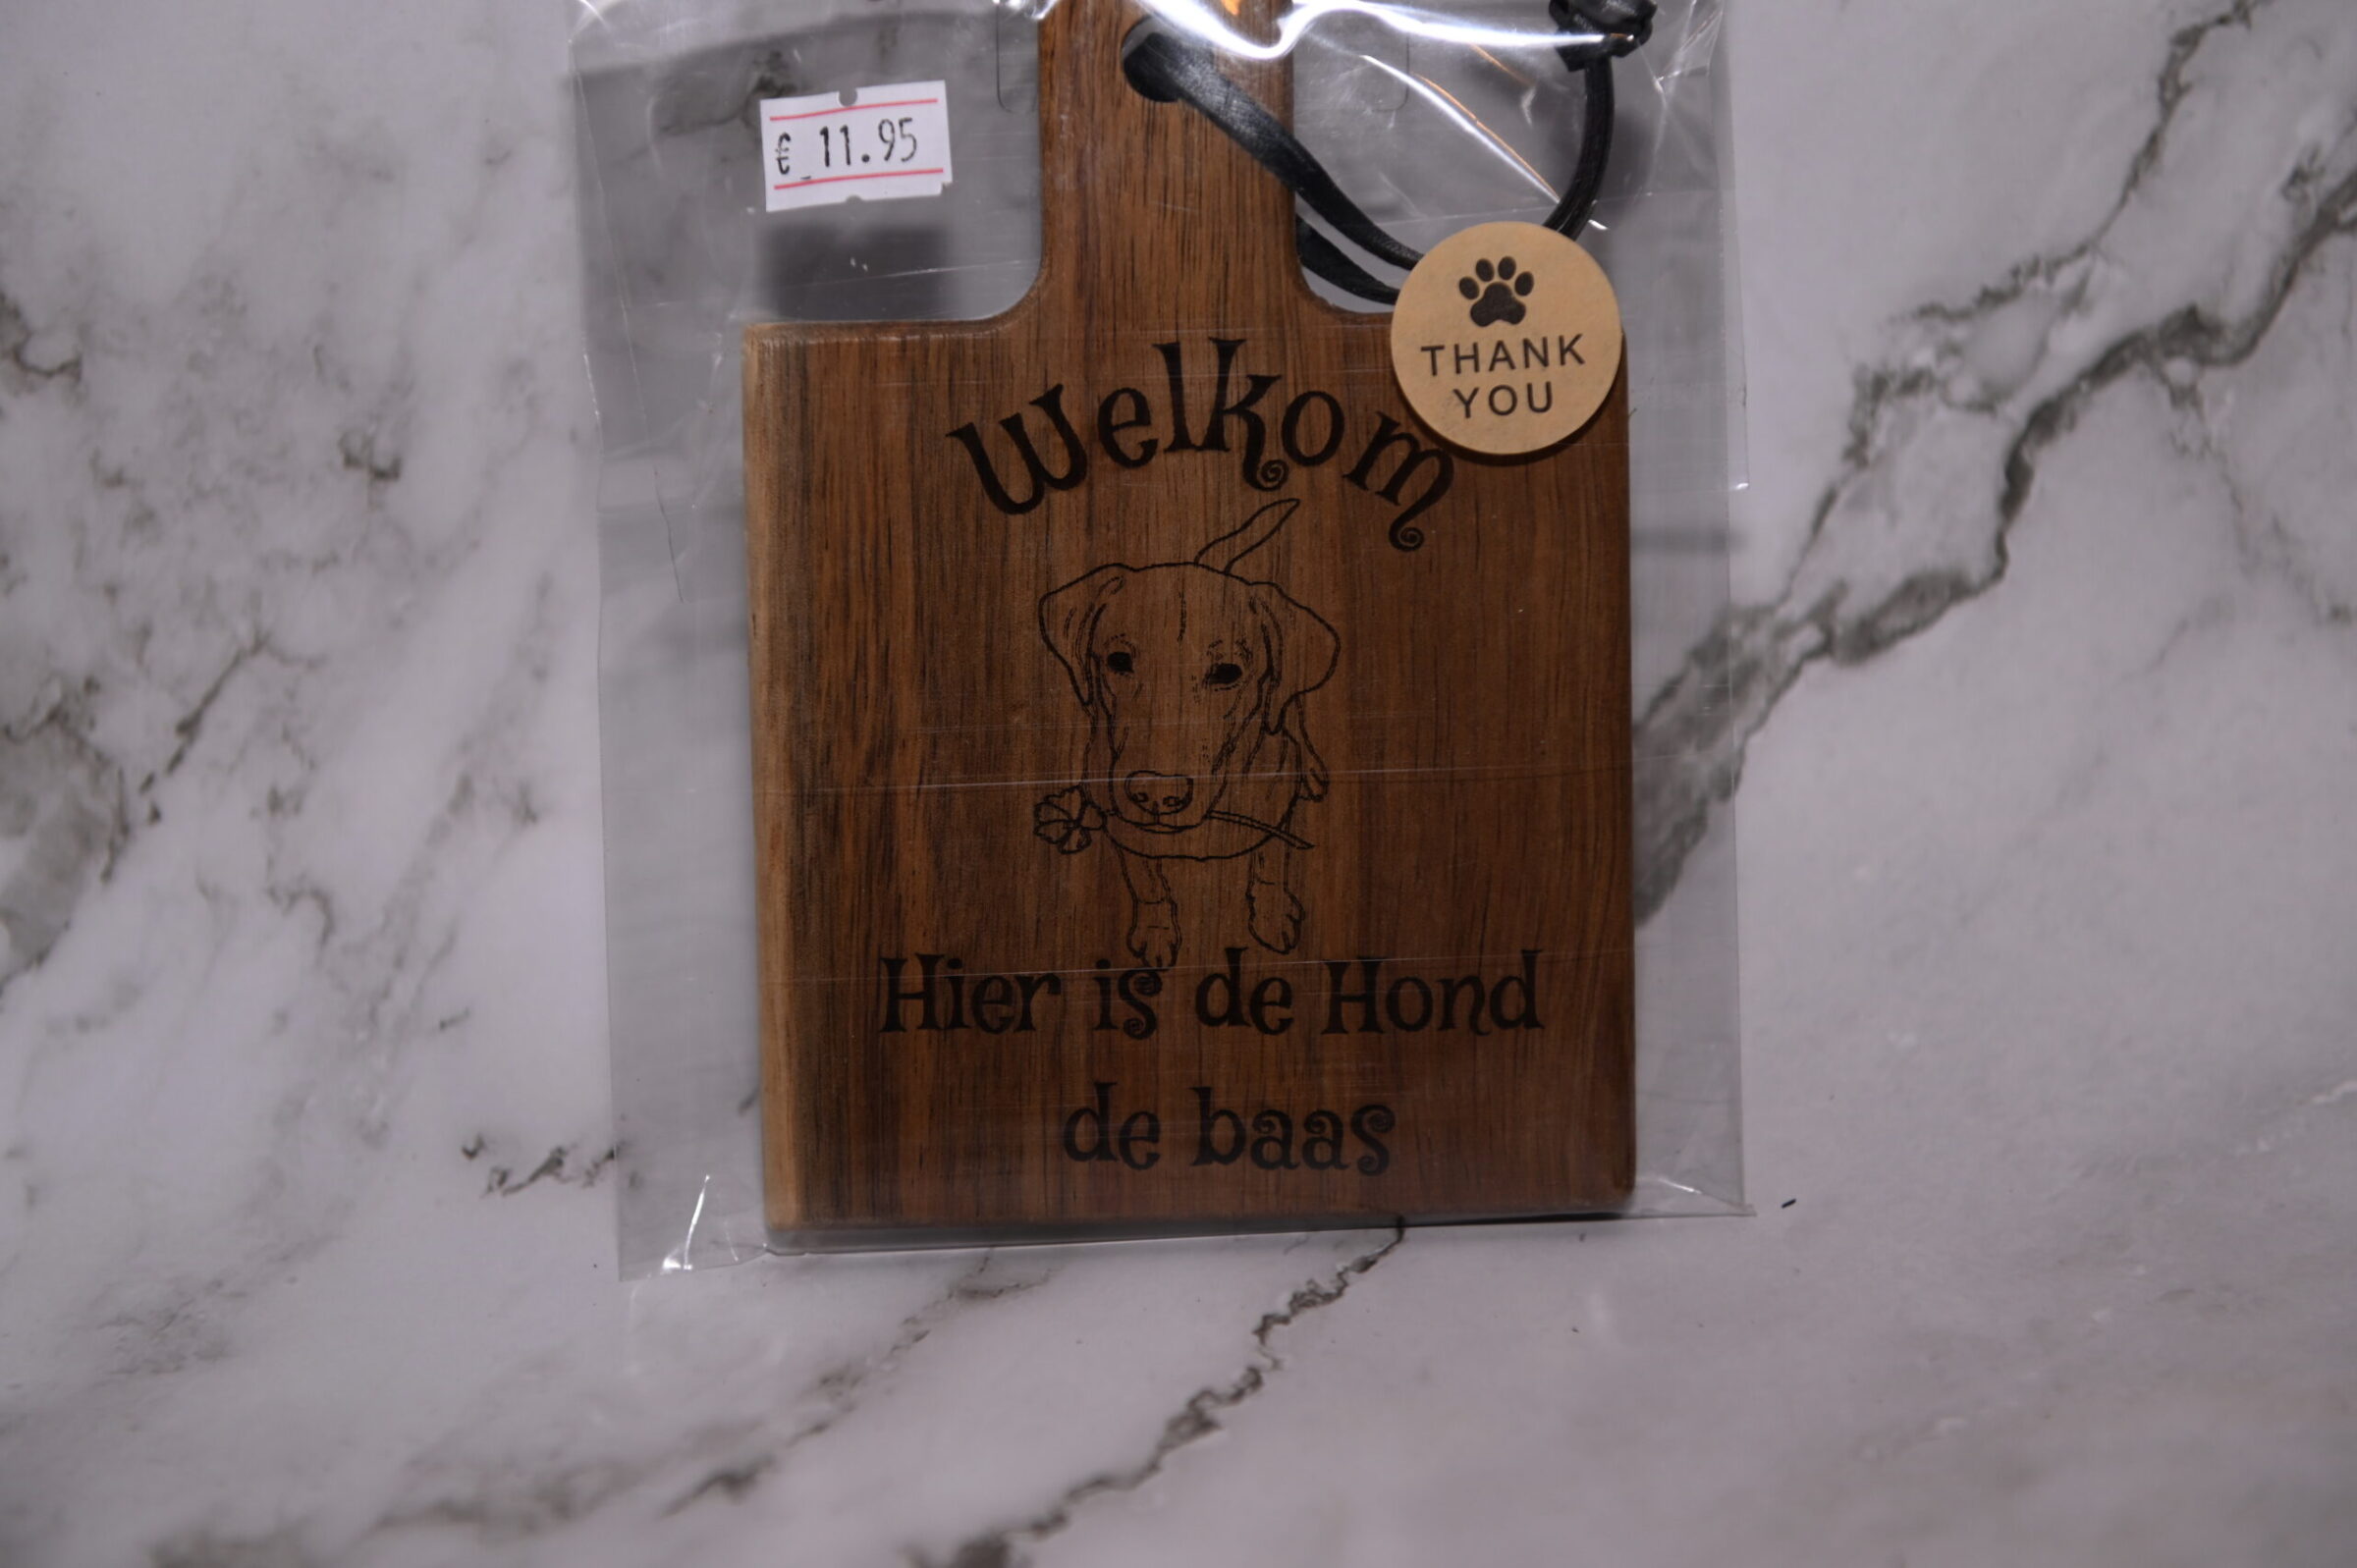 € 11.95
THANK
YOU
Welkom
Hier is de Hond
de baas